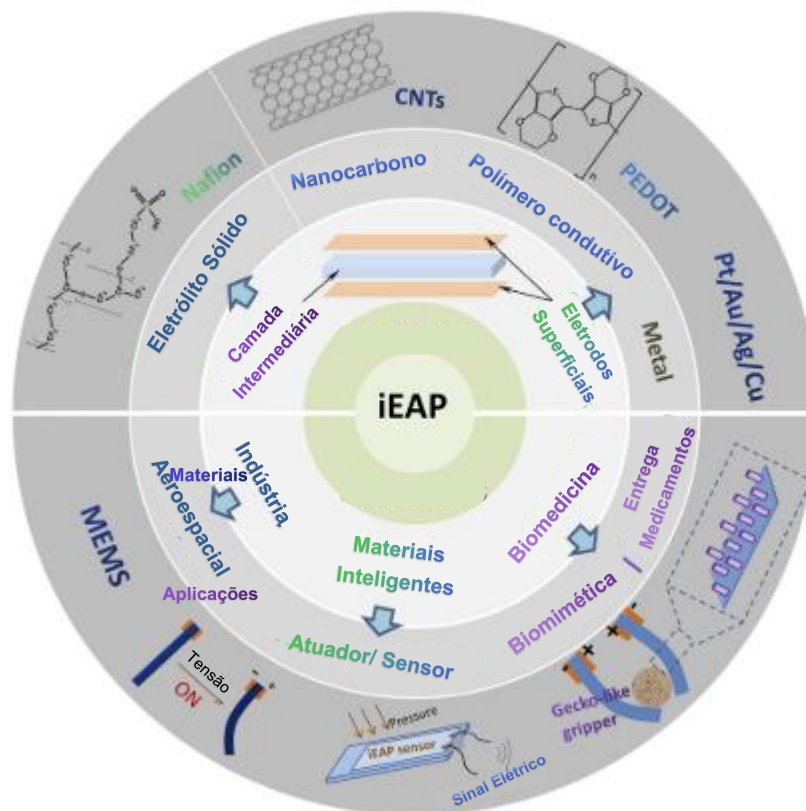 CNTs
Nafion
Nanocarbono
Polímero condutivo
PEDOT
Eletrólito Sólido
Camada
Intermediária
Eletrodos
Superficiais
Metal
Pt/Au/Ag/Cu
iEAP
MEMS
Materiais
Aeroespacial
Indústria
Aplicações
Materiais
Inteligentes
Biomedicina
Entrega
Medicamentos
/
Biomimética
Atuador/ Sensor
Tensão
ON
- +
Pressure
iEAP sensor
Sinal Elétrico
Gecko-like
gripper
- +
- +